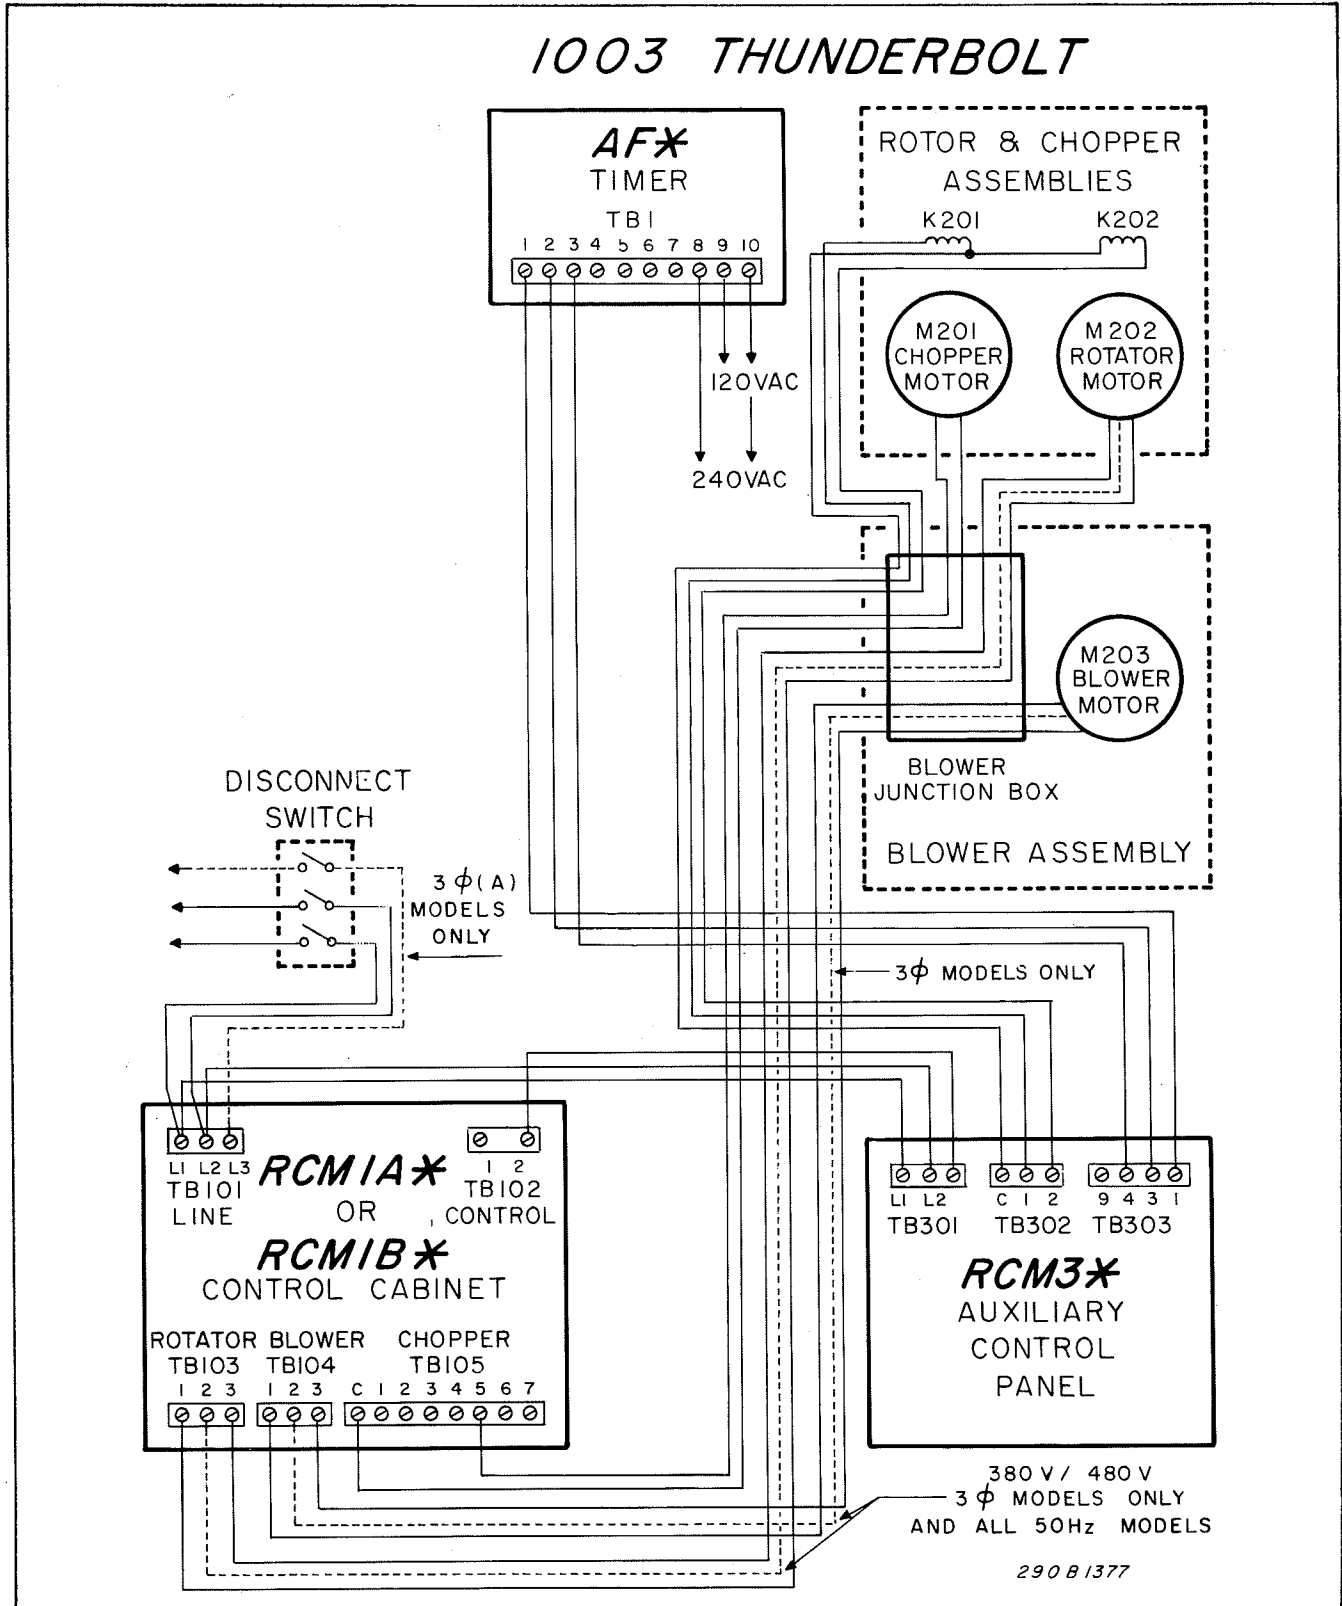 1003 THUNDERBOLT
AF*
TIMER
TB1
1 2 3 4 5 6 7 8 9 10
120VAC
240VAC
ROTOR & CHOPPER
ASSEMBLIES
K201 K202
M201
CHOPPER
MOTOR
M202
ROTATOR
MOTOR
M203
BLOWER
MOTOR
BLOWER
JUNCTION BOX
BLOWER ASSEMBLY
DISCONNECT
SWITCH
3 ϕ (A)
MODELS
ONLY
3ϕ MODELS ONLY
L1 L2 L3
TB101
LINE
RCM1A*
OR
RCM1B*
CONTROL CABINET
1 2
TB102
CONTROL
ROTATOR BLOWER CHOPPER
TB103 TB104 TB105
1 2 3 1 2 3 C 1 2 3 4 5 6 7
L1 L2 C 1 2 9 4 3 1
TB301 TB302 TB303
RCM3*
AUXILIARY
CONTROL
PANEL
380 V / 480 V
3 ϕ MODELS ONLY
AND ALL 50Hz MODELS
290B1377